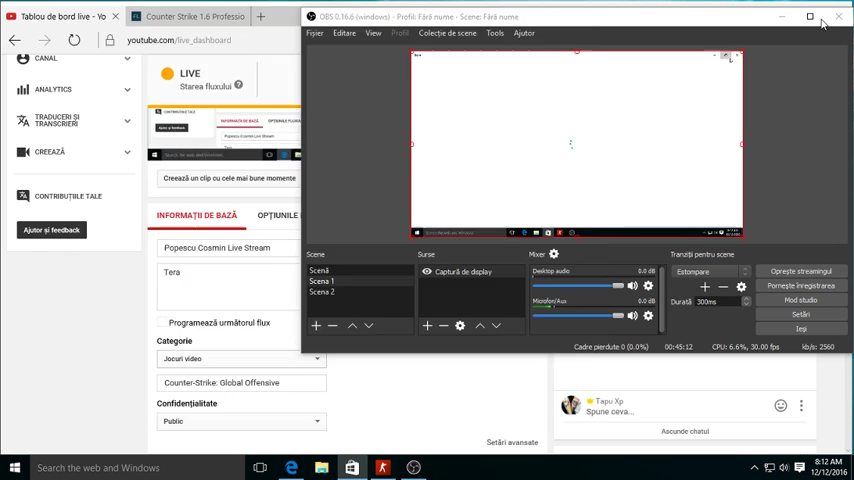 Tablou de bord live - Yo
Counter Strike 1.6 Professio
youtube.com/live_dashboard
CANAL
ANALYTICS
TRADUCERI ȘI
TRANSCRIERI
CREEAZĂ
CONTRIBUȚIILE TALE
Ajutor și feedback
LIVE
Starea fluxului
Creează un clip cu cele mai bune momente
INFORMAȚII DE BAZĂ
OPȚIUNILE
Popescu Cosmin Live Stream
Tera
Programează următorul flux
Categorie
Jocuri video
Counter-Strike: Global Offensive
Confidențialitate
Public
Setări avansate
OBS 0.16.6 (windows) - Profil: Fără nume - Scene: Fără nume
Fișier
Editare
View
Profil
Colecție de scene
Tools
Ajutor
Scene
Scenă
Scena 1
Scena 2
Surse
Captură de display
Mixer
Desktop audio
0.0 dB
Microfon/Aux
0.0 dB
Tranziții pentru scene
Estompare
Durată
300ms
Oprește streamingul
Pornește înregistrarea
Mod studio
Setări
Ieși
Cadre pierdute 0 (0.0%)
00:45:12
CPU: 6.6%, 30.00 fps
kb/s: 2560
Tapu Xp
Spune ceva...
Ascunde chatul
Search the web and Windows
8:12 AM
12/12/2016